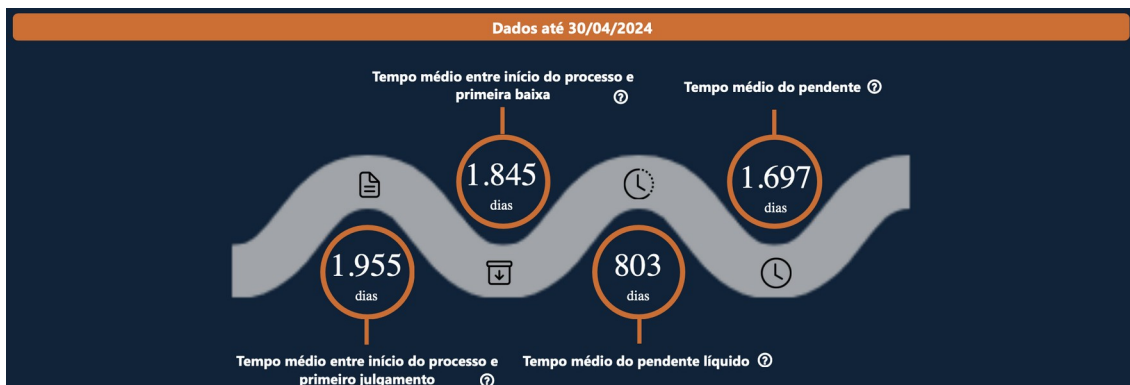 Dados até 30/04/2024
Tempo médio entre início do processo e
primeira baixa
Tempo médio do pendente
1.845
dias
1.697
dias
1.955
dias
803
dias
Tempo médio entre início do processo e
primeiro julgamento
Tempo médio do pendente líquido